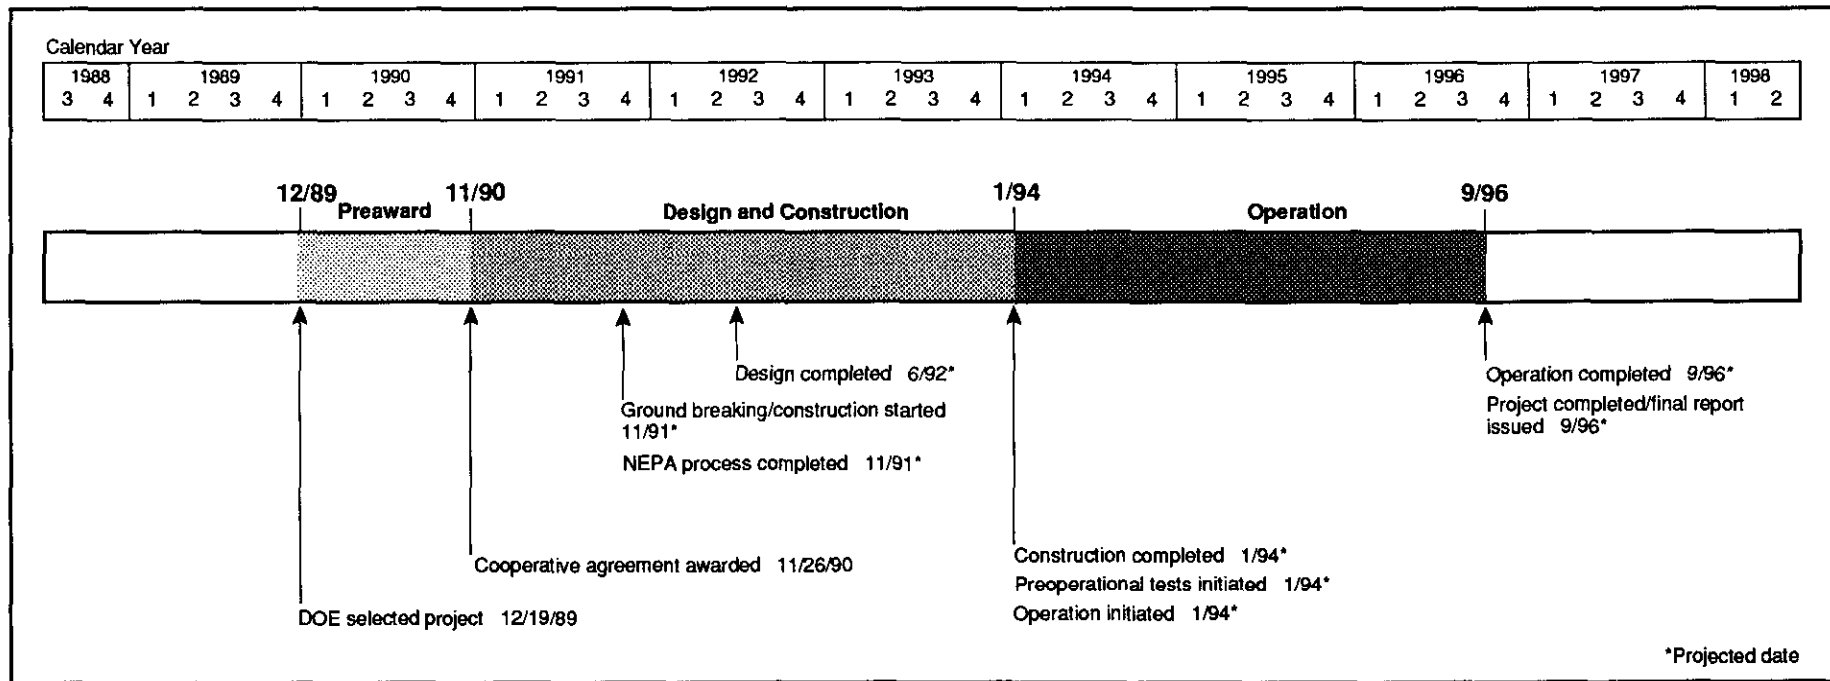 Calendar Year
1988 1989 1990 1991 1992 1993 1994 1995 1996 1997 1998
3 4 1 2 3 4 1 2 3 4 1 2 3 4 1 2 3 4 1 2 3 4 1 2 3 4 1 2 3 4 1 2 3 4 1 2 3 4 1 2
12/89 11/90 1/94 9/96
Preaward Design and Construction Operation
Design completed 6/92*
Ground breaking/construction started
11/91*
NEPA process completed 11/91*
Operation completed 9/96*
Project completed/final report
issued 9/96*
Cooperative agreement awarded 11/26/90
DOE selected project 12/19/89
Construction completed 1/94*
Preoperational tests initiated 1/94*
Operation initiated 1/94*
*Projected date